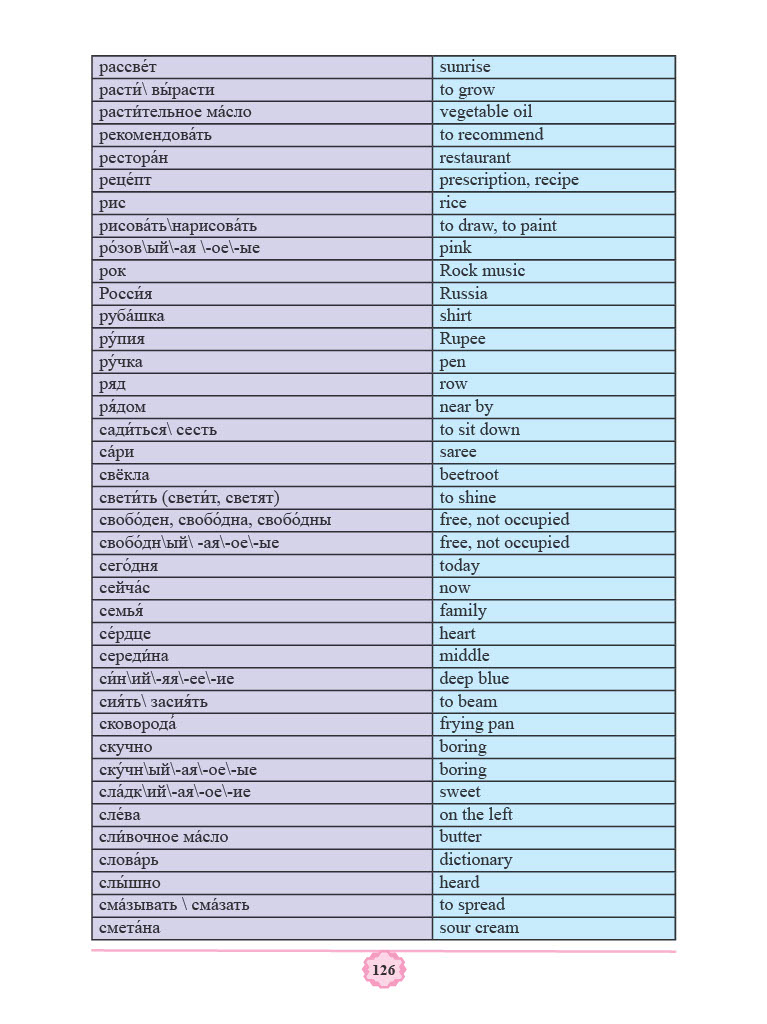 рассве́т sunrise
расти́\ вы́расти to grow
расти́тельное ма́сло vegetable oil
рекомендова́ть to recommend
рестора́н restaurant
реце́пт prescription, recipe
рис rice
рисова́ть\нарисова́ть to draw, to paint
ро́зов\ый\-ая \-ое\-ые pink
рок Rock music
Росси́я Russia
руба́шка shirt
ру́пия Rupee
ру́чка pen
ряд row
ря́дом near by
сади́ться\ сесть to sit down
са́ри saree
свёкла beetroot
свети́ть (свети́т, светят) to shine
свобо́ден, свобо́дна, свобо́дны free, not occupied
свобо́дн\ый\ -ая\-ое\-ые free, not occupied
сего́дня today
сейча́с now
семья́ family
се́рдце heart
середи́на middle
си́н\ий\-яя\-ее\-ие deep blue
сия́ть\ засия́ть to beam
сковорода́ frying pan
скучно boring
ску́чн\ый\-ая\-ое\-ые boring
сла́дк\ий\-ая\-ое\-ие sweet
сле́ва on the left
сли́вочное ма́сло butter
слова́рь dictionary
слы́шно heard
сма́зывать \ сма́зать to spread
смета́на sour cream
126